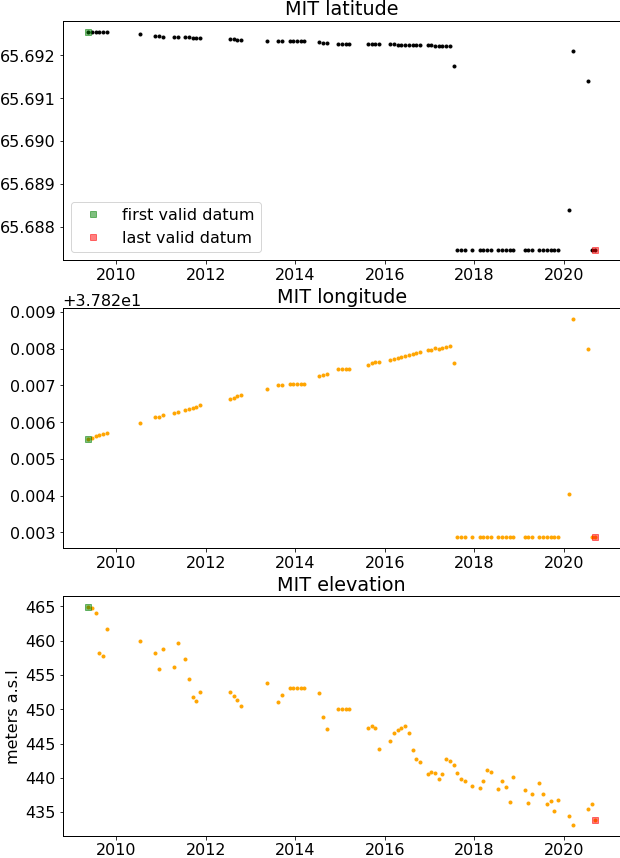 MIT latitude
65.692
65.691
65.690
65.689
65.688
first valid datum
last valid datum
2010 2012 2014 2016 2018 2020
+3.782e1
MIT longitude
0.009
0.008
0.007
0.006
0.005
0.004
0.003
2010 2012 2014 2016 2018 2020
MIT elevation
meters a.s.l
465
460
455
450
445
440
435
2010 2012 2014 2016 2018 2020